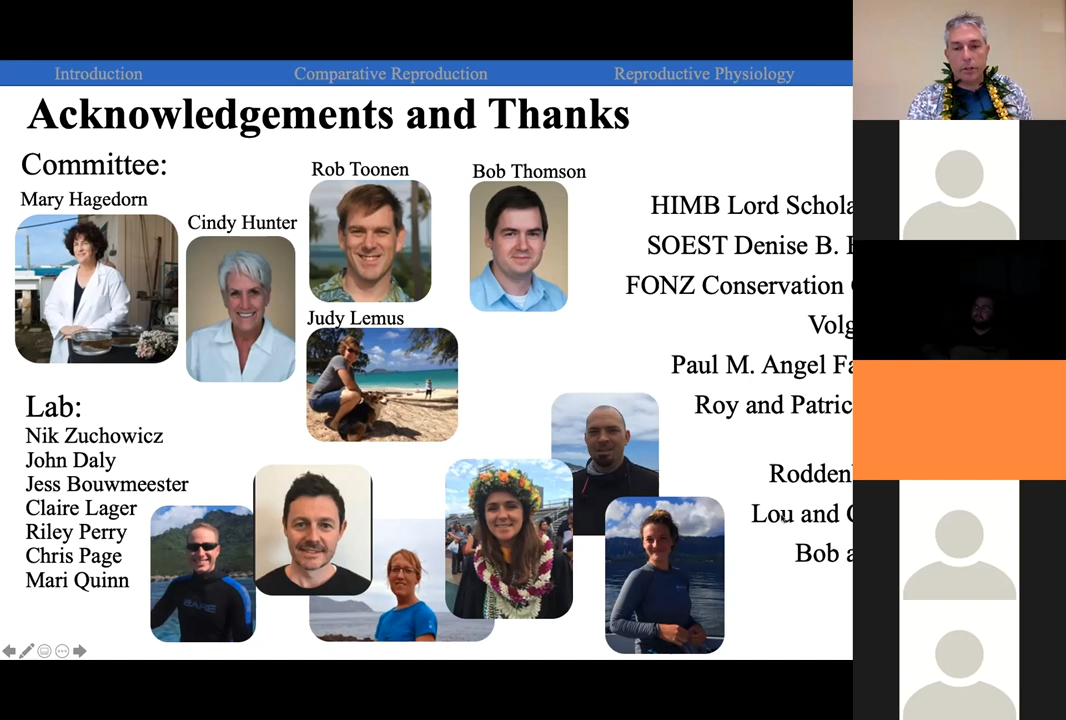 Introduction
Comparative Reproduction
Reproductive Physiology
Acknowledgements and Thanks
Committee:
Mary Hagedorn
Cindy Hunter
Rob Toonen
Bob Thomson
Judy Lemus
HIMB Lord Schola
SOEST Denise B.
FONZ Conservation
Volg
Paul M. Angel Fa
Roy and Patric
Rodden
Lou and
Bob a
Lab:
Nik Zuchowicz
John Daly
Jess Bouwmeester
Claire Lager
Riley Perry
Chris Page
Mari Quinn
BARE